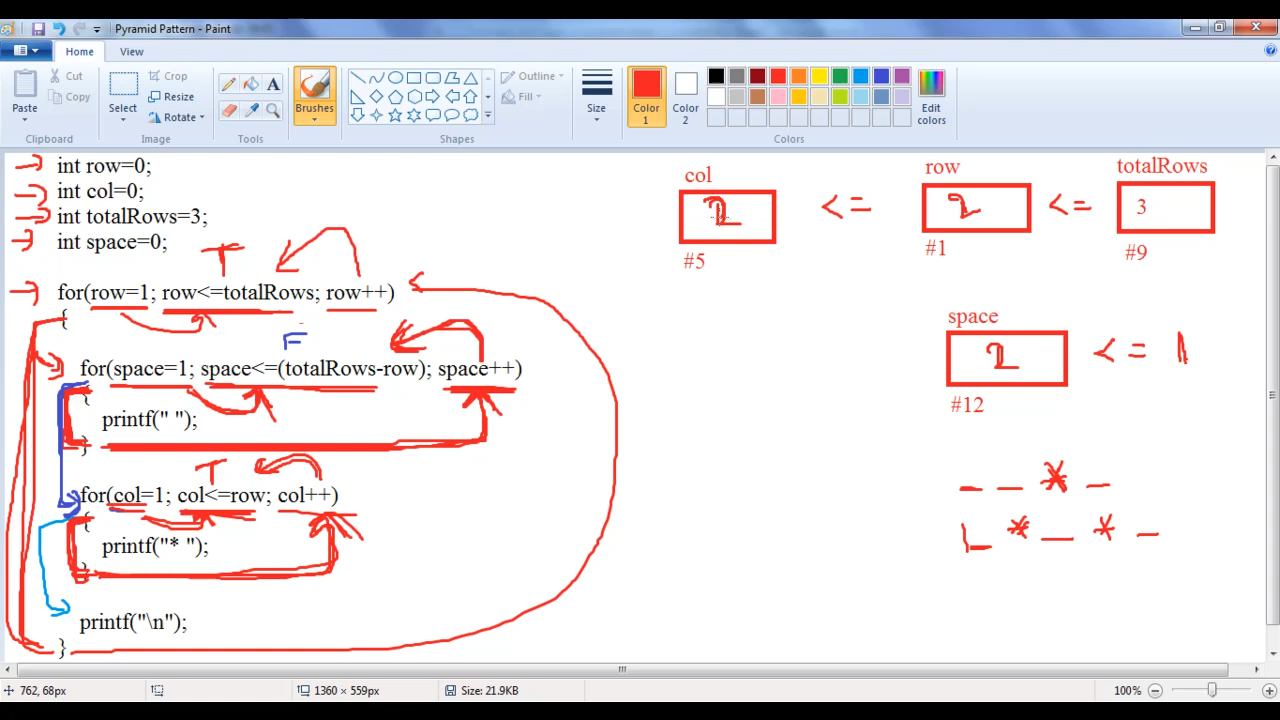 Pyramid Pattern - Paint
Home View
Paste Cut Copy Select Crop Resize Rotate Brushes Outline Fill Size Color 1 Color 2 Edit colors
Clipboard Image Tools Shapes Colors
int row=0;
int col=0;
int totalRows=3;
int space=0;
T
for(row=1; row<=totalRows; row++)
{
F
for(space=1; space<=(totalRows-row); space++)
{
printf(" ");
}
T
for(col=1; col<=row; col++)
{
printf("* ");
}
printf("\n");
}
col row totalRows
2 <= 2 <= 3
#5 #1 #9
space
2 <= 1
#12
_ _ * _
_ * _ * _
762, 68px 1360 × 559px Size: 21.9KB 100%